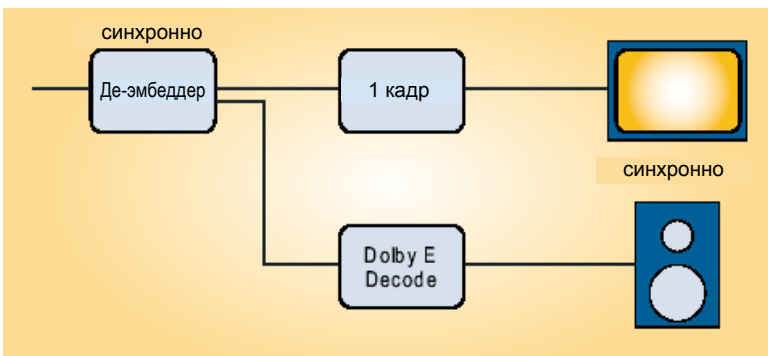 синхронно
Де-эмбеддер
1 кадр
синхронно
Dolby E
Decode